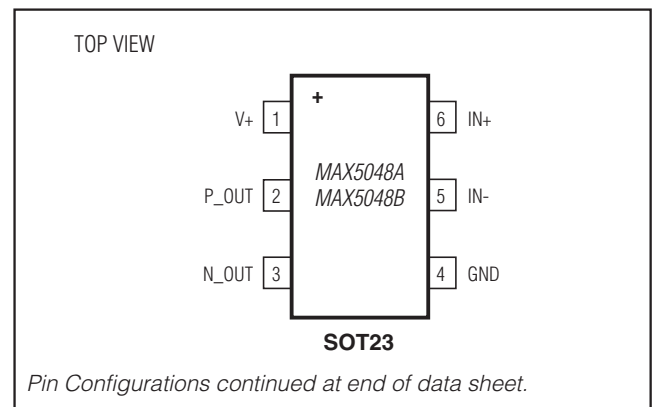 TOP VIEW
+
V+ 1 6 IN+
MAX5048A
P_OUT 2 MAX5048B 5 IN-
N_OUT 3 4 GND
SOT23
Pin Configurations continued at end of data sheet.